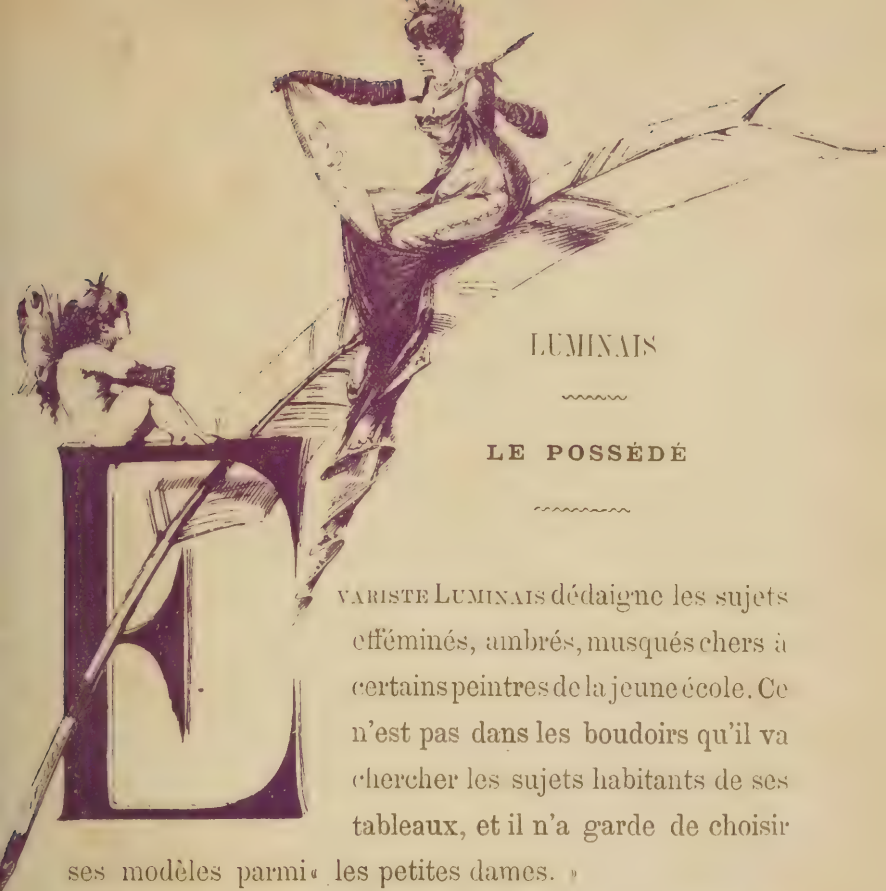 LUMINAIS
LE POSSÉDÉ
EVARISTE LUMINAIS dédaigne les sujets
efféminés, ambrés, musqués chers à
certains peintres de la jeune école. Ce
n'est pas dans les boudoirs qu'il va
chercher les sujets habitants de ses
tableaux, et il n'a garde de choisir
ses modèles parmi « les petites dames. »